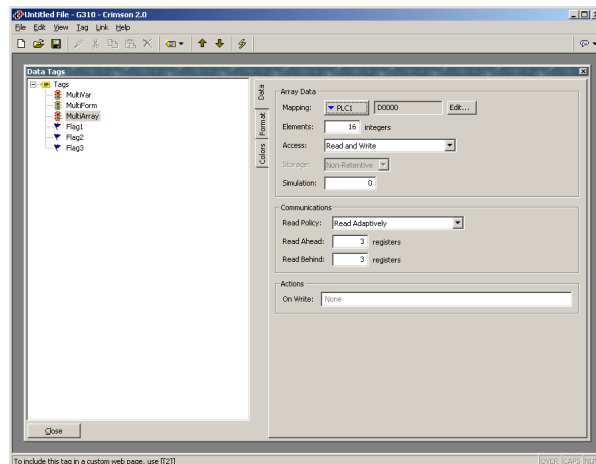 Untitled File - G310 - Crimson 2.0
File Edit View Tag Link Help
Data Tags
Tags
MultiVar
MultiForm
MultiArray
Flag1
Flag2
Flag3
Data
Format
Colors
Array Data
Mapping: PLC1 D0000 Edit...
Elements: 16 integers
Access: Read and Write
Storage: Non-Retentive
Simulation: 0
Communications
Read Policy: Read Adaptively
Read Ahead: 3 registers
Read Behind: 3 registers
Actions
On Write: None
Close
To include this tag in a custom web page, use [[2]]
OVER CAPS NUM